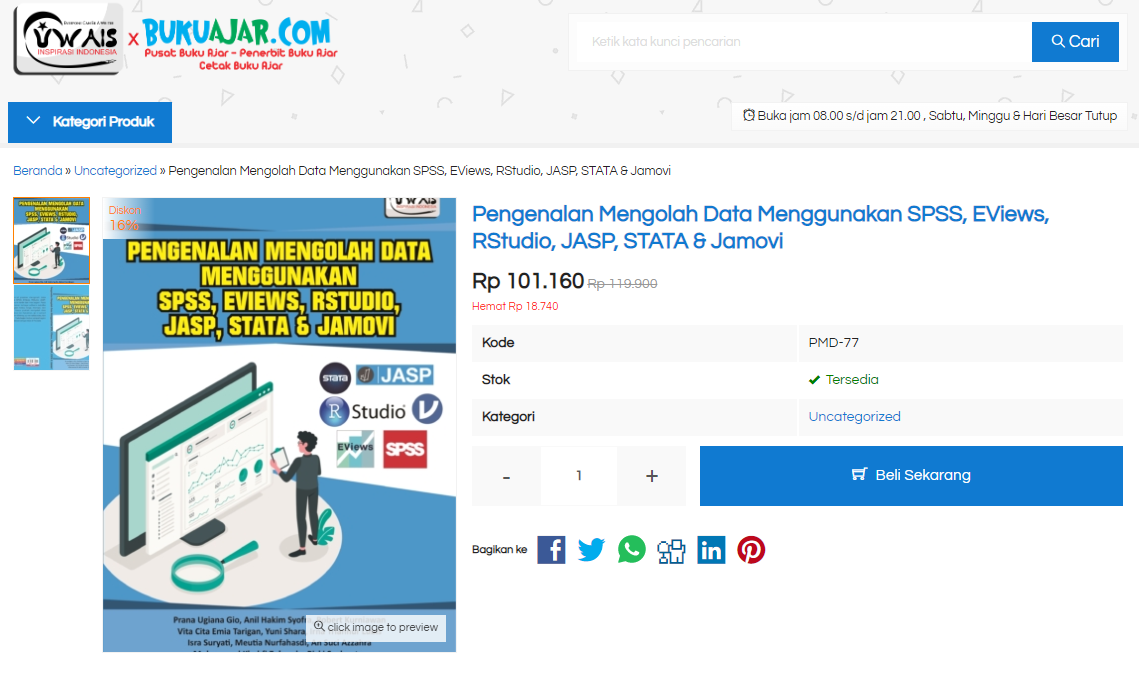 UWAIS
INSPIRASI INDONESIA
x
BUKUAJAR.COM
Pusat Buku Ajar - Penerbit Buku Ajar
Cetak Buku Ajar
Ketik kata kunci pencarian
Cari
Kategori Produk
Buka jam 08.00 s/d jam 21.00 , Sabtu, Minggu & Hari Besar Tutup
Beranda » Uncategorized » Pengenalan Mengolah Data Menggunakan SPSS, EViews, RStudio, JASP, STATA & Jamovi
Diskon
16%
PENGENALAN MENGOLAH DATA
MENGGUNAKAN
SPSS, EVIEWS, RSTUDIO,
JASP, STATA & JAMOVI
STATA
JASP
R Studio
EViews
SPSS
Prana Ugiana Gio, Anil Hakim
Vita Cita Emia Tarigan, Yuni Shara
click image to preview
Isra Suryati, Meutia Nurfahasdi,
Pengenalan Mengolah Data Menggunakan SPSS, EViews,
RStudio, JASP, STATA & Jamovi
Rp 101.160 Rp 119.900
Hemat Rp 18.740
Kode PMD-77
Stok Tersedia
Kategori Uncategorized
- 1 + Beli Sekarang
Bagikan ke